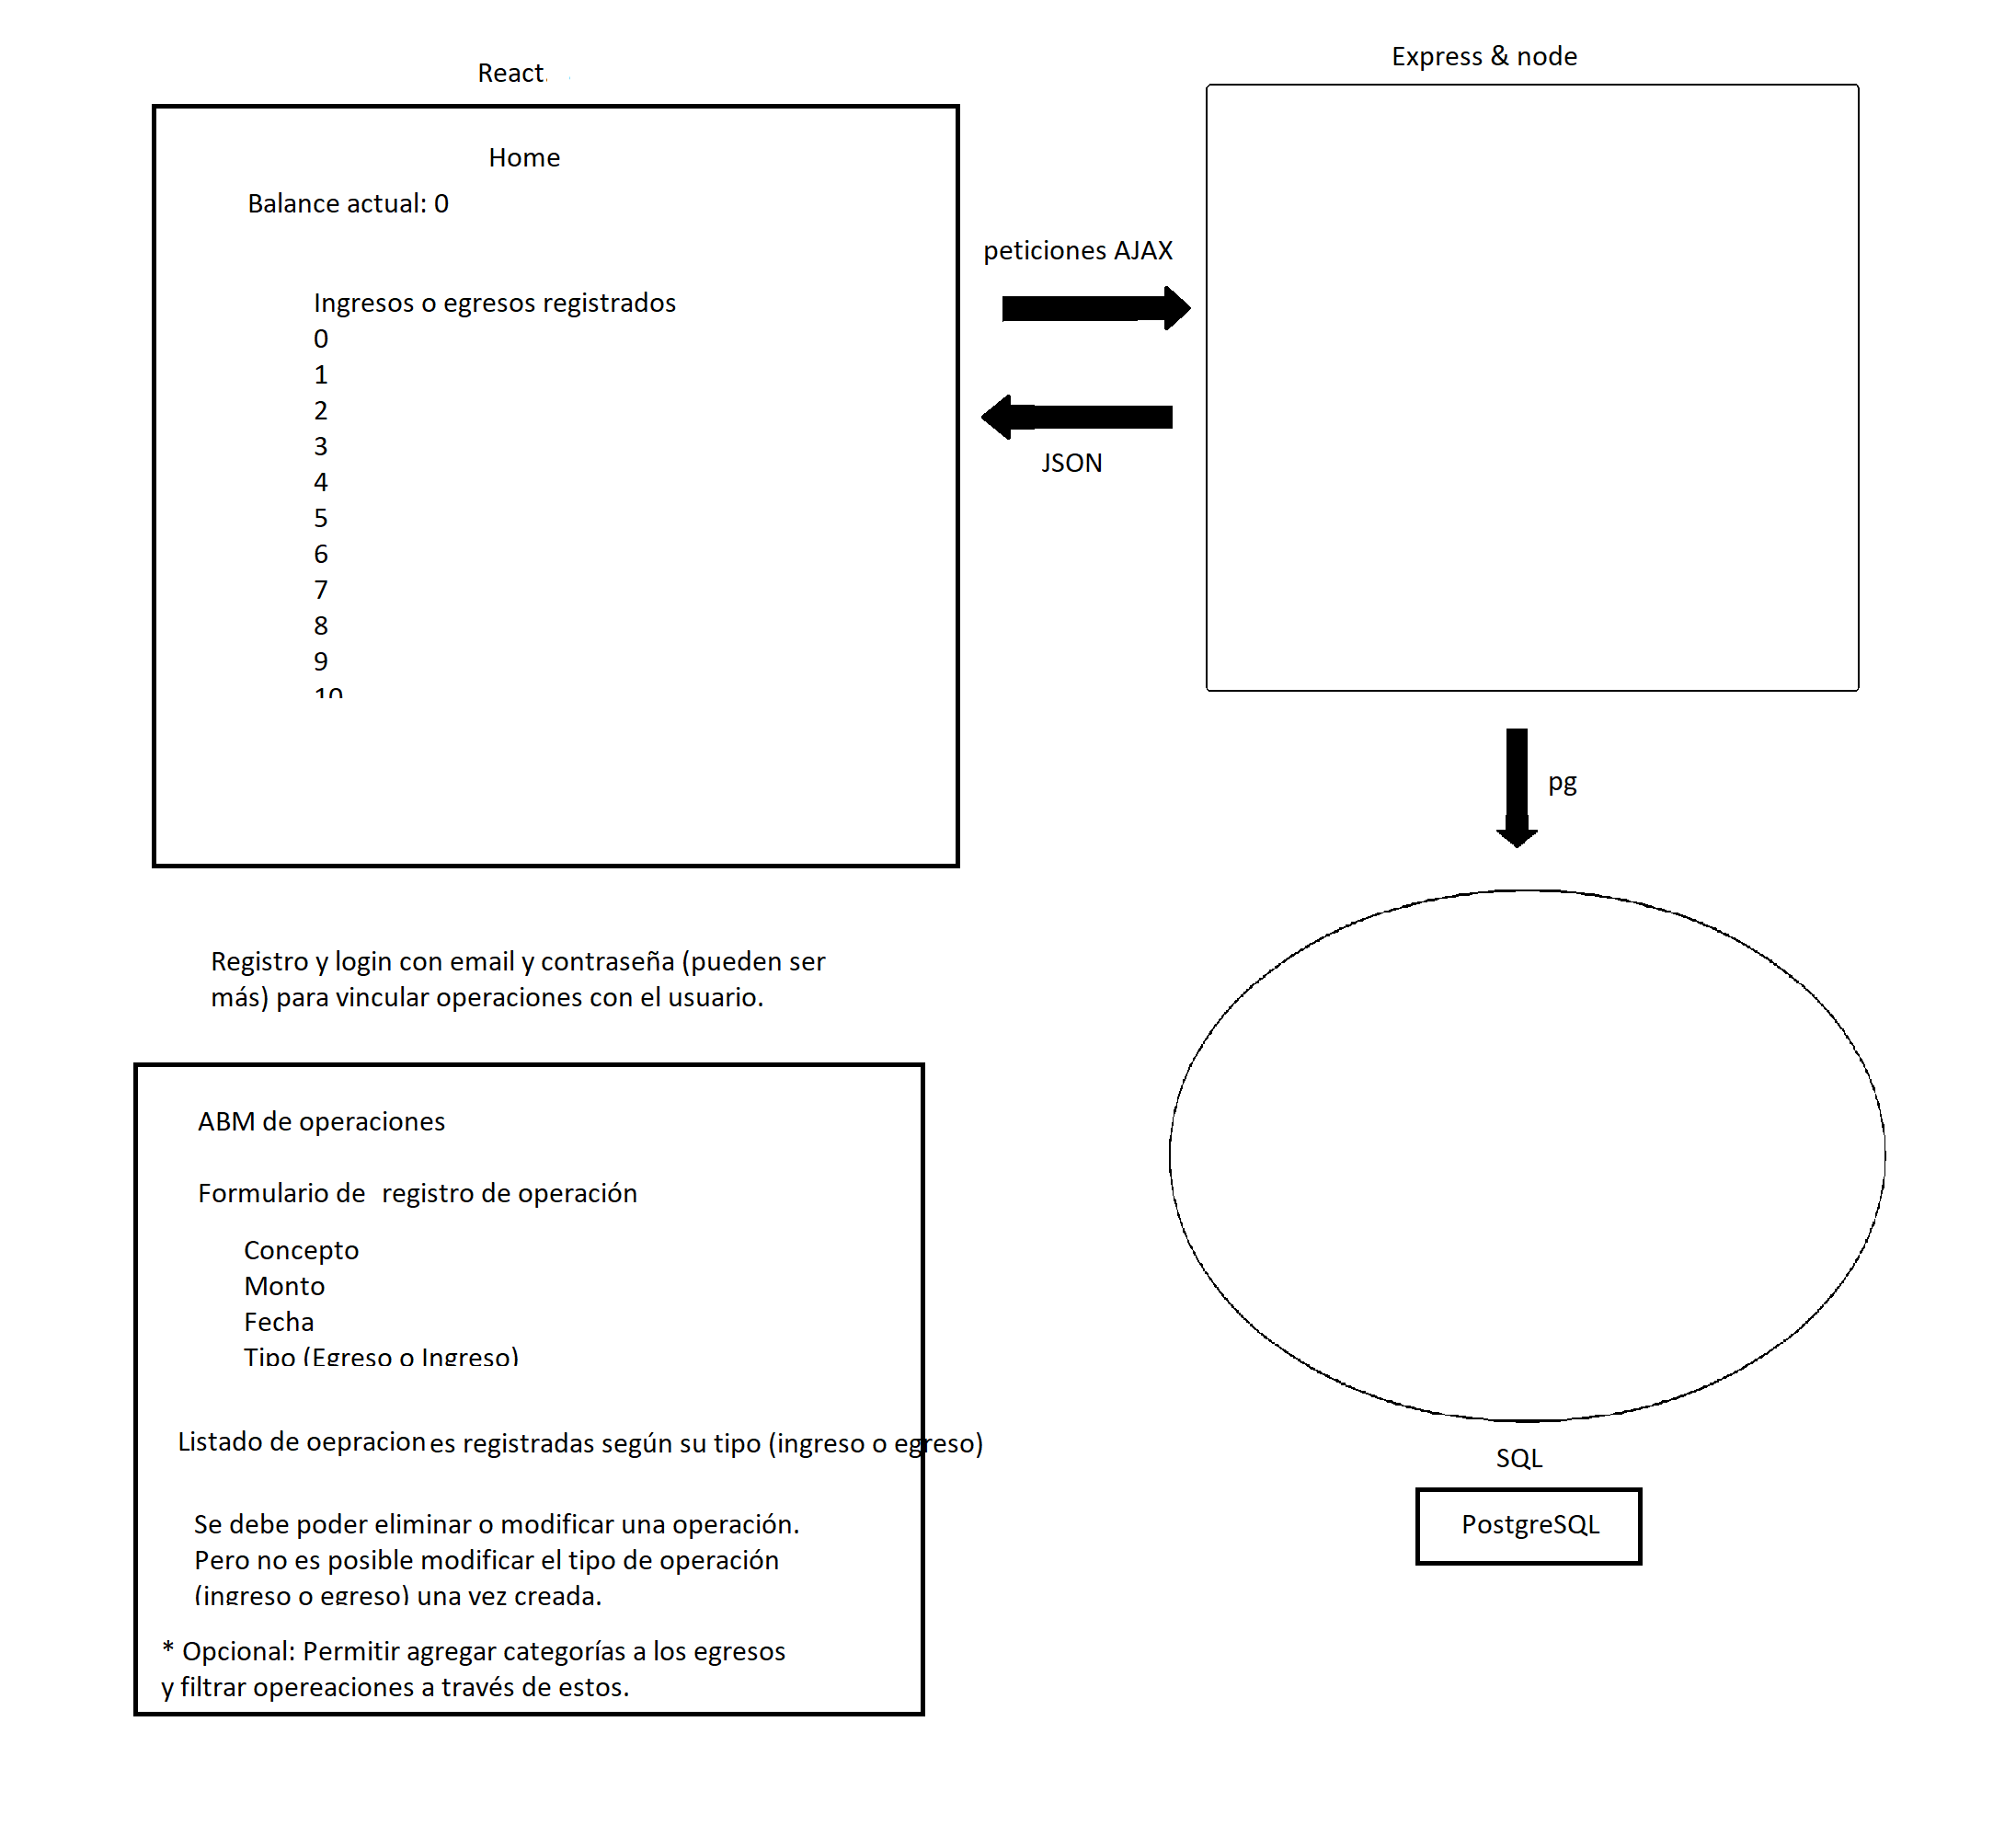 React.
Home
Balance actual: 0
Ingresos o egresos registrados
0
1
2
3
4
5
6
7
8
9
10
peticiones AJAX
JSON
Express & node
pg
SQL
PostgreSQL
Registro y login con email y contraseña (pueden ser
más) para vincular operaciones con el usuario.
ABM de operaciones
Formulario de registro de operación
Concepto
Monto
Fecha
Tipo (Egreso o Ingreso)
Listado de oepraciones registradas según su tipo (ingreso o egreso)
Se debe poder eliminar o modificar una operación.
Pero no es posible modificar el tipo de operación
(ingreso o egreso) una vez creada.
* Opcional: Permitir agregar categorías a los egresos
y filtrar opereaciones a través de estos.